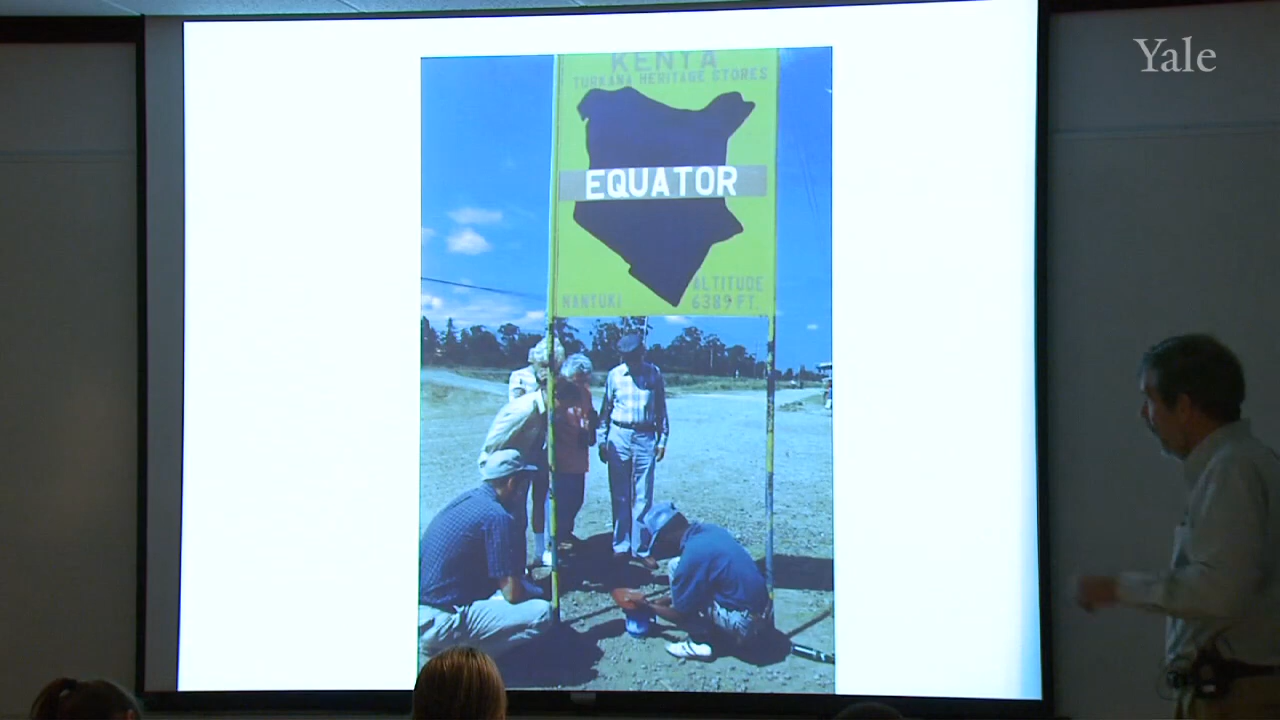 Yale
KENYA
TURKANA HERITAGE STORES
EQUATOR
NANYUKI
ALTITUDE
6389 FT.